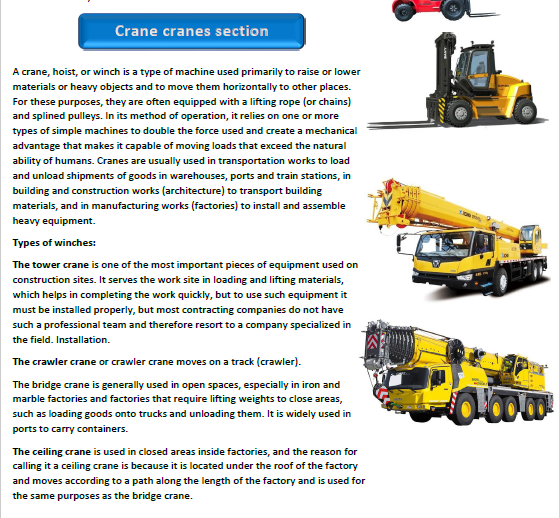 Crane cranes section
A crane, hoist, or winch is a type of machine used primarily to raise or lower
materials or heavy objects and to move them horizontally to other places.
For these purposes, they are often equipped with a lifting rope (or chains)
and splined pulleys. In its method of operation, it relies on one or more
types of simple machines to double the force used and create a mechanical
advantage that makes it capable of moving loads that exceed the natural
ability of humans. Cranes are usually used in transportation works to load
and unload shipments of goods in warehouses, ports and train stations, in
building and construction works (architecture) to transport building
materials, and in manufacturing works (factories) to install and assemble
heavy equipment.
Types of winches:
The tower crane is one of the most important pieces of equipment used on
construction sites. It serves the work site in loading and lifting materials,
which helps in completing the work quickly, but to use such equipment it
must be installed properly, but most contracting companies do not have
such a professional team and therefore resort to a company specialized in
the field. Installation.
The crawler crane or crawler crane moves on a track (crawler).
The bridge crane is generally used in open spaces, especially in iron and
marble factories and factories that require lifting weights to close areas,
such as loading goods onto trucks and unloading them. It is widely used in
ports to carry containers.
The ceiling crane is used in closed areas inside factories, and the reason for
calling it a ceiling crane is because it is located under the roof of the factory
and moves according to a path along the length of the factory and is used for
the same purposes as the bridge crane.